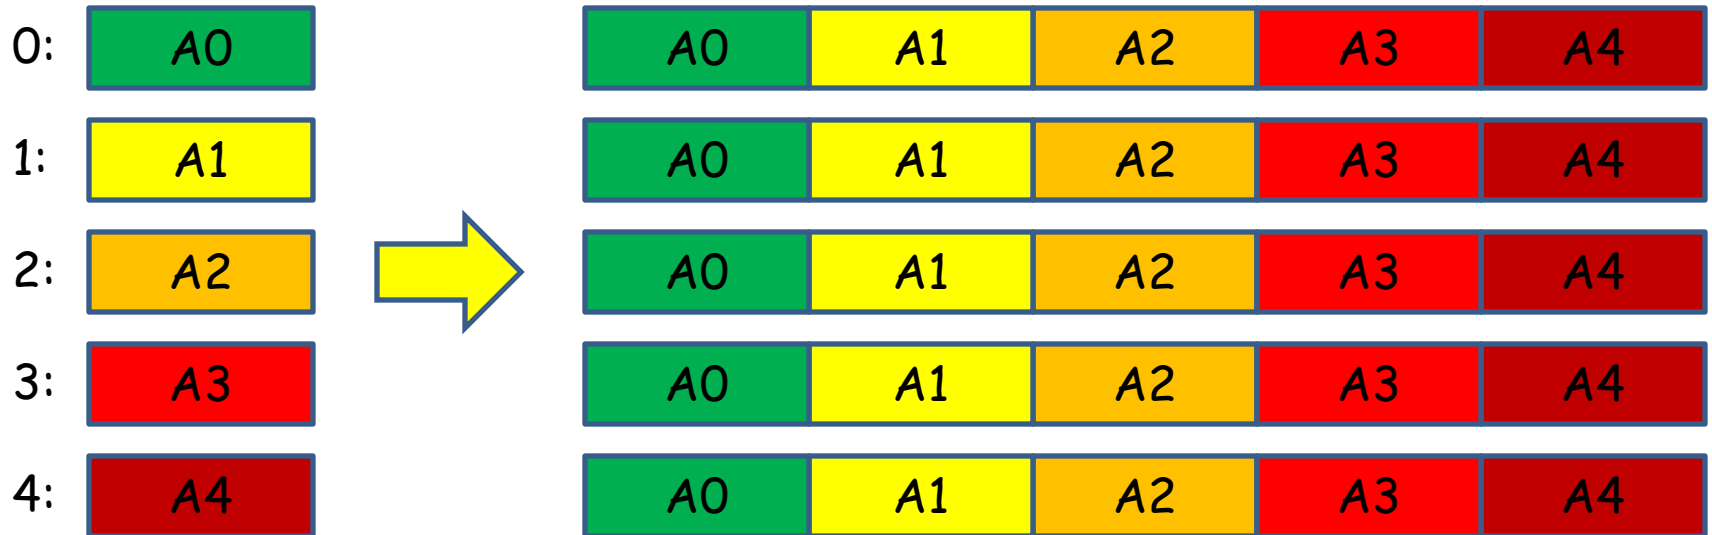 0: A0 A0 A1 A2 A3 A4
1: A1 A0 A1 A2 A3 A4
2: A2 A0 A1 A2 A3 A4
3: A3 A0 A1 A2 A3 A4
4: A4 A0 A1 A2 A3 A4